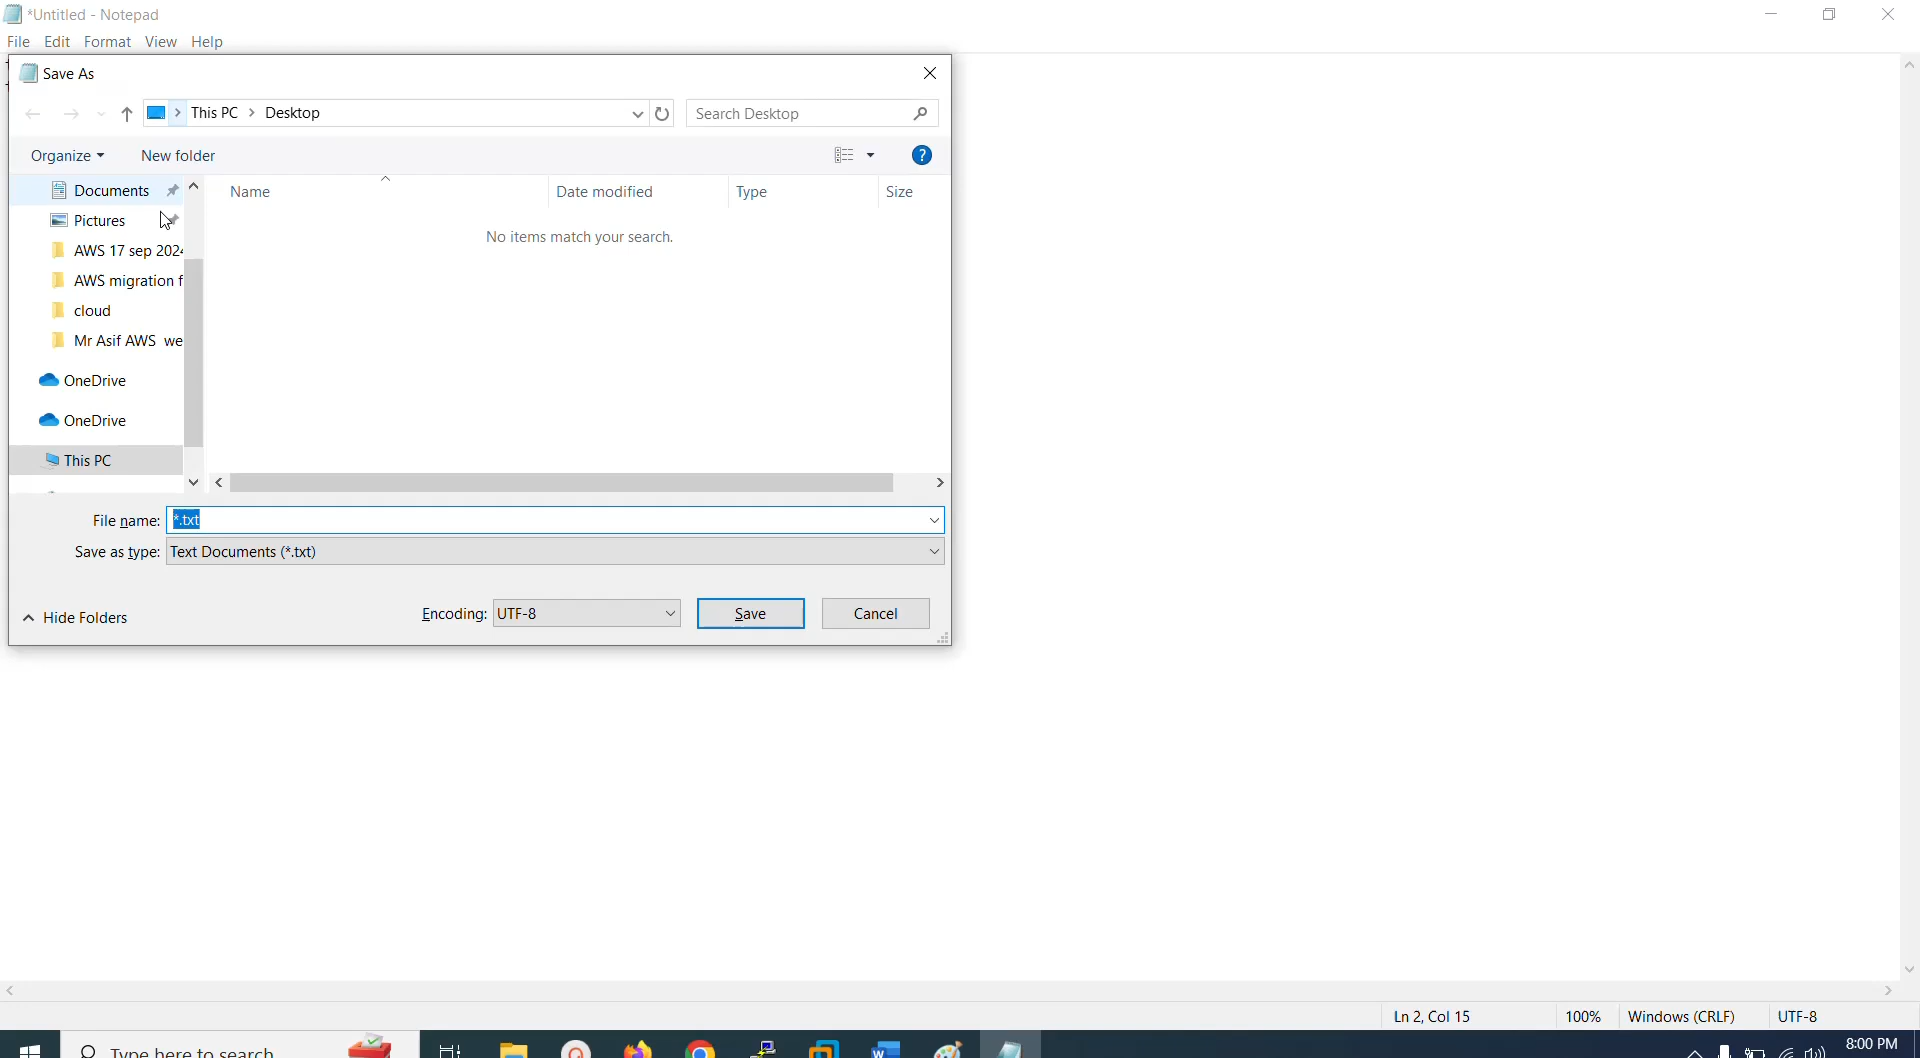 *Untitled - Notepad
File Edit Format View Help
Save As
This PC > Desktop
Search Desktop
Organize New folder
?
Documents
Pictures
AWS 17 sep 202
AWS migration f
cloud
Mr Asif AWS we
OneDrive
OneDrive
This PC
Name Date modified Type Size
No items match your search.
File name: *.txt
Save as type: Text Documents (*.txt)
Hide Folders
Encoding: UTF-8 Save Cancel
Ln 2, Col 15 100% Windows (CRLF) UTF-8
Type here to search
8:00 PM